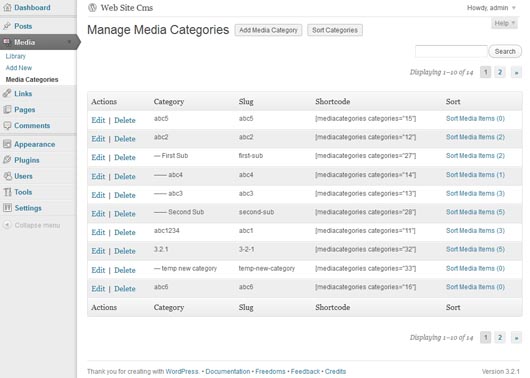 Dashboard
Posts
Media
Library
Add New
Media Categories
Links
Pages
Comments
Appearance
Plugins
Users
Tools
Settings
Collapse menu
Web Site Cms
Howdy, admin
Help
Manage Media Categories Add Media Category Sort Categories
Search
Displaying 1–10 of 14 1 2 »
Actions Category Slug Shortcode Sort
Edit | Delete abc5 abc5 [mediacategories categories="15"] Sort Media Items (0)
Edit | Delete abc2 abc2 [mediacategories categories="12"] Sort Media Items (2)
Edit | Delete — First Sub first-sub [mediacategories categories="27"] Sort Media Items (2)
Edit | Delete —— abc4 abc4 [mediacategories categories="14"] Sort Media Items (1)
Edit | Delete —— abc3 abc3 [mediacategories categories="13"] Sort Media Items (3)
Edit | Delete —— Second Sub second-sub [mediacategories categories="28"] Sort Media Items (5)
Edit | Delete abc1234 abc1 [mediacategories categories="11"] Sort Media Items (3)
Edit | Delete 3.2.1 3-2-1 [mediacategories categories="32"] Sort Media Items (5)
Edit | Delete — temp new category temp-new-category [mediacategories categories="33"] Sort Media Items (0)
Edit | Delete abc6 abc6 [mediacategories categories="16"] Sort Media Items (0)
Actions Category Slug Shortcode Sort
Displaying 1–10 of 14 1 2 »
Thank you for creating with WordPress. • Documentation • Freedoms • Feedback • Credits
Version 3.2.1